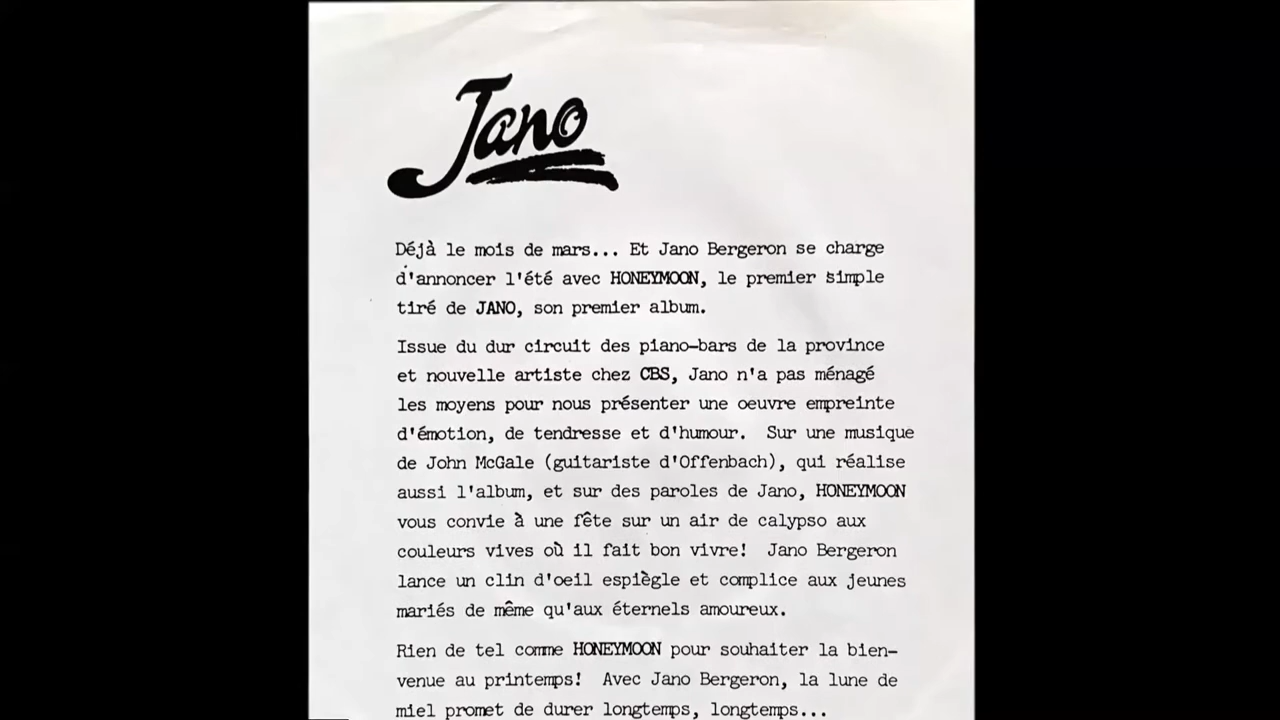 Jano
Déjà le mois de mars... Et Jano Bergeron se charge
d'annoncer l'été avec HONEYMOON, le premier simple
tiré de JANO, son premier album.
Issue du dur circuit des piano-bars de la province
et nouvelle artiste chez CBS, Jano n'a pas ménagé
les moyens pour nous présenter une oeuvre empreinte
d'émotion, de tendresse et d'humour. Sur une musique
de John McGale (guitariste d'Offenbach), qui réalise
aussi l'album, et sur des paroles de Jano, HONEYMOON
vous convie à une fête sur un air de calypso aux
couleurs vives où il fait bon vivre! Jano Bergeron
lance un clin d'oeil espiègle et complice aux jeunes
mariés de même qu'aux éternels amoureux.
Rien de tel comme HONEYMOON pour souhaiter la bien-
venue au printemps! Avec Jano Bergeron, la lune de
miel promet de durer longtemps, longtemps...